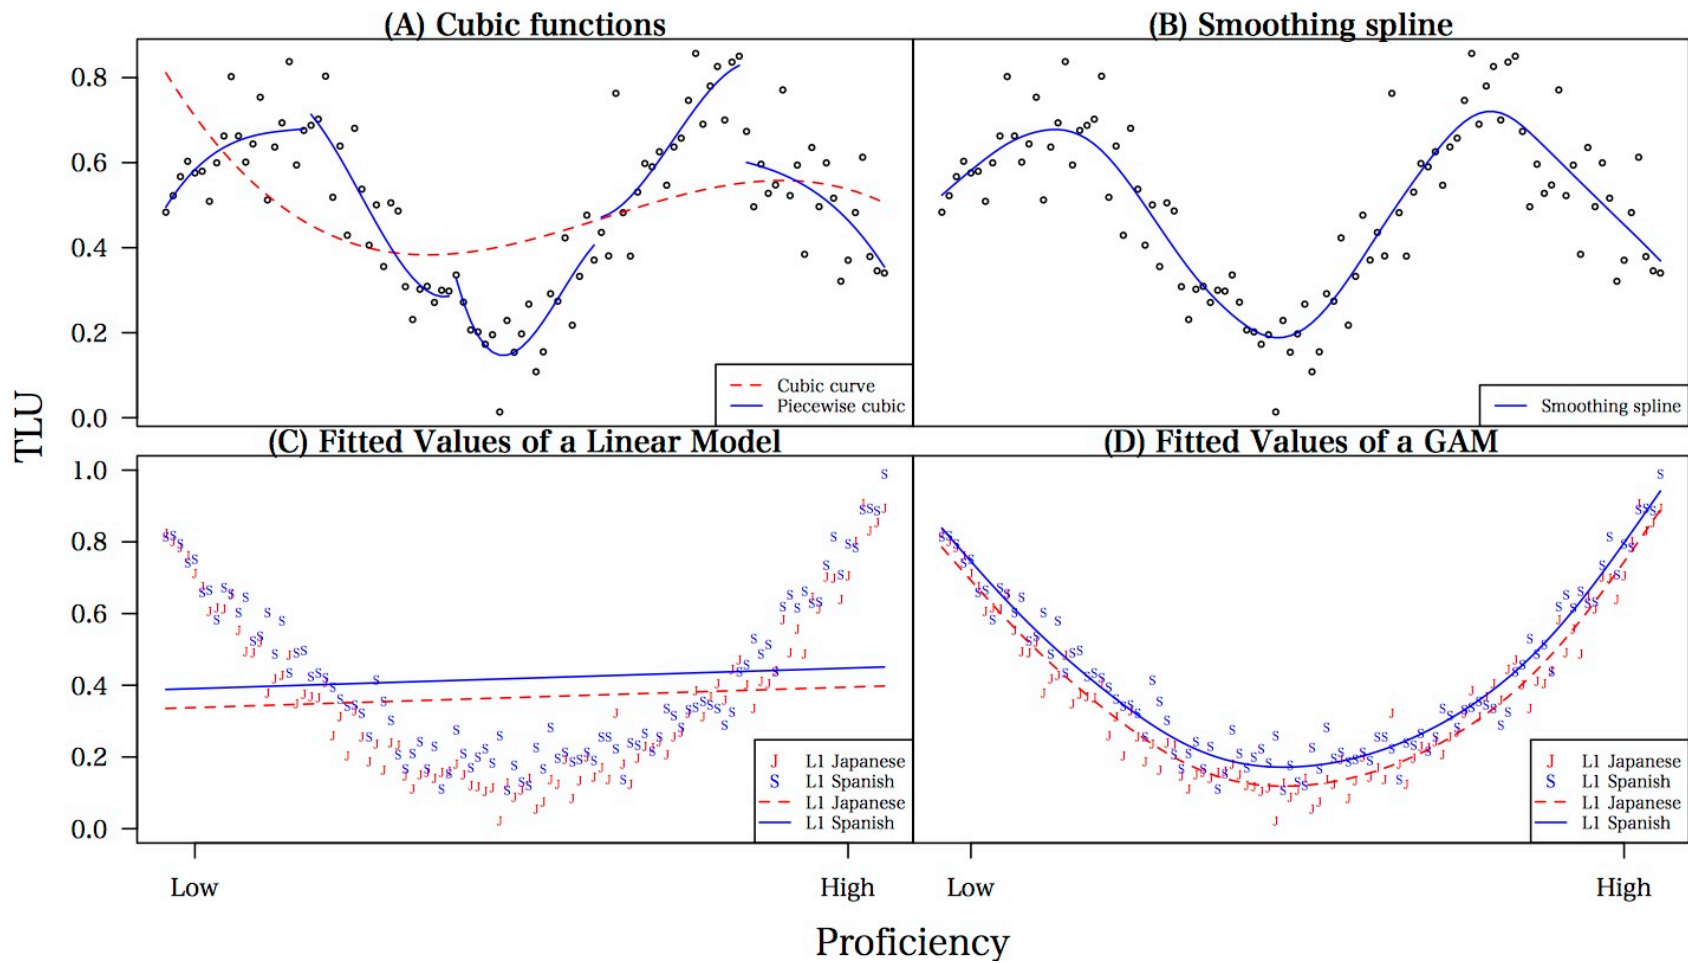 (A) Cubic functions
(B) Smoothing spline
0.8
0.6
0.4
0.2
0.0
Cubic curve
Piecewise cubic
Smoothing spline
TLU
(C) Fitted Values of a Linear Model
(D) Fitted Values of a GAM
1.0
0.8
0.6
0.4
0.2
0.0
J L1 Japanese
S L1 Spanish
L1 Japanese
L1 Spanish
J L1 Japanese
S L1 Spanish
L1 Japanese
L1 Spanish
Low
High
Low
High
Proficiency